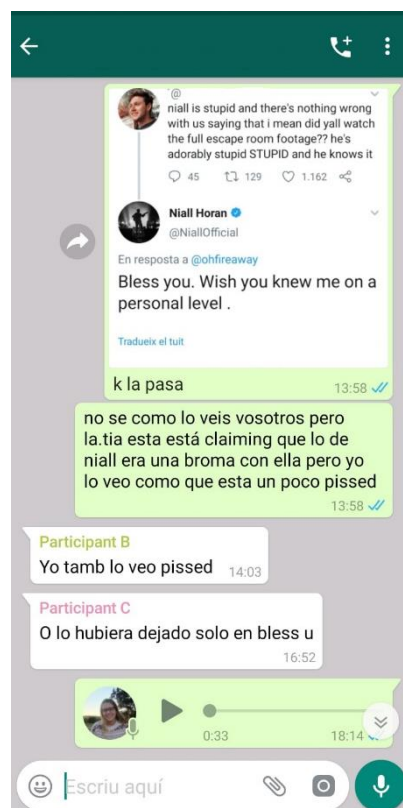 @
niall is stupid and there's nothing wrong
with us saying that i mean did yall watch
the full escape room footage?? he's
adorably stupid STUPID and he knows it
45 129 1.162
Niall Horan
@NiallOfficial
En resposta a @ohfireaway
Bless you. Wish you knew me on a
personal level .
Tradueix el tuit
k la pasa
13:58
no se como lo veis vosotros pero
la.tia esta está claiming que lo de
niall era una broma con ella pero yo
lo veo como que esta un poco pissed
13:58
Participant B
Yo tamb lo veo pissed 14:03
Participant C
O lo hubiera dejado solo en bless u
16:52
0:33 18:14
Escriu aquí